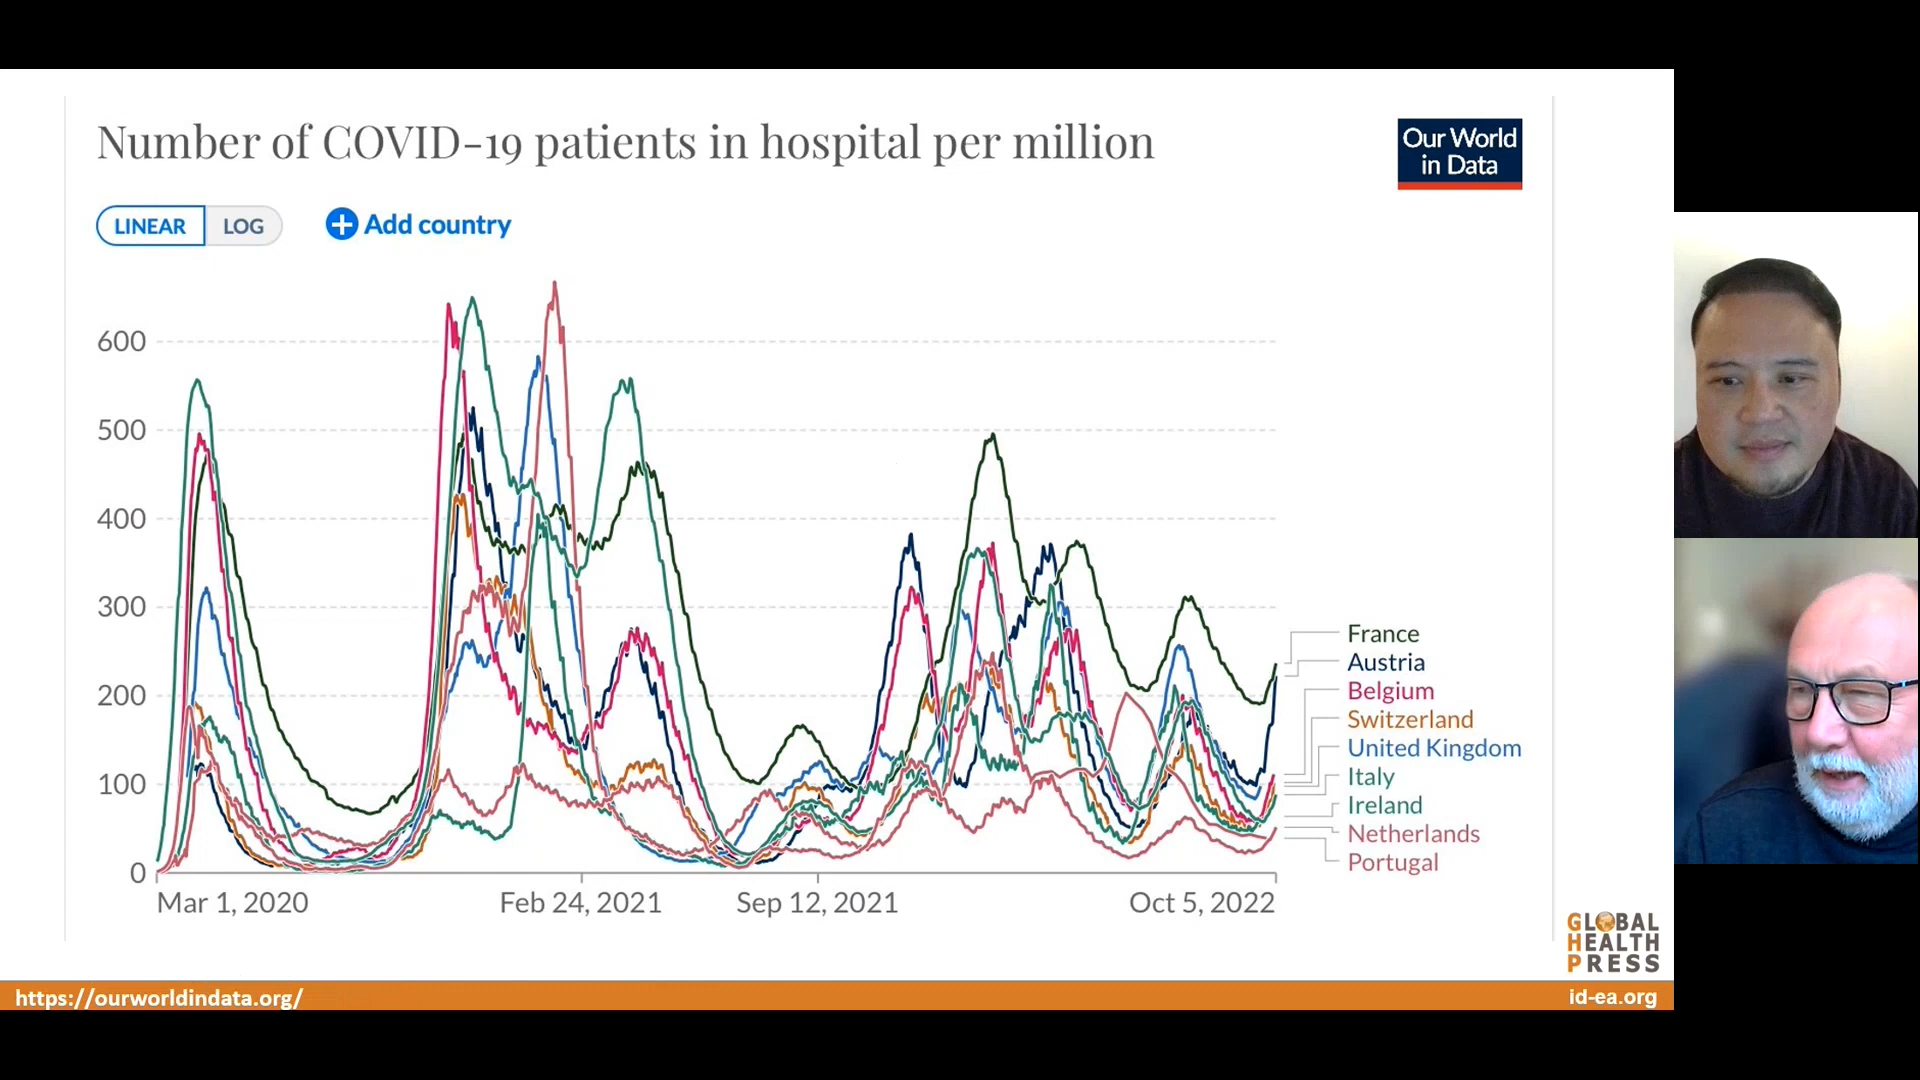 Number of COVID-19 patients in hospital per million
Our World
in Data
LINEAR
LOG
Add country
600
500
400
300
200
100
0
Mar 1, 2020
Feb 24, 2021
Sep 12, 2021
Oct 5, 2022
France
Austria
Belgium
Switzerland
United Kingdom
Italy
Ireland
Netherlands
Portugal
GLOBAL
HEALTH
PRESS
https://ourworldindata.org/
id-ea.org